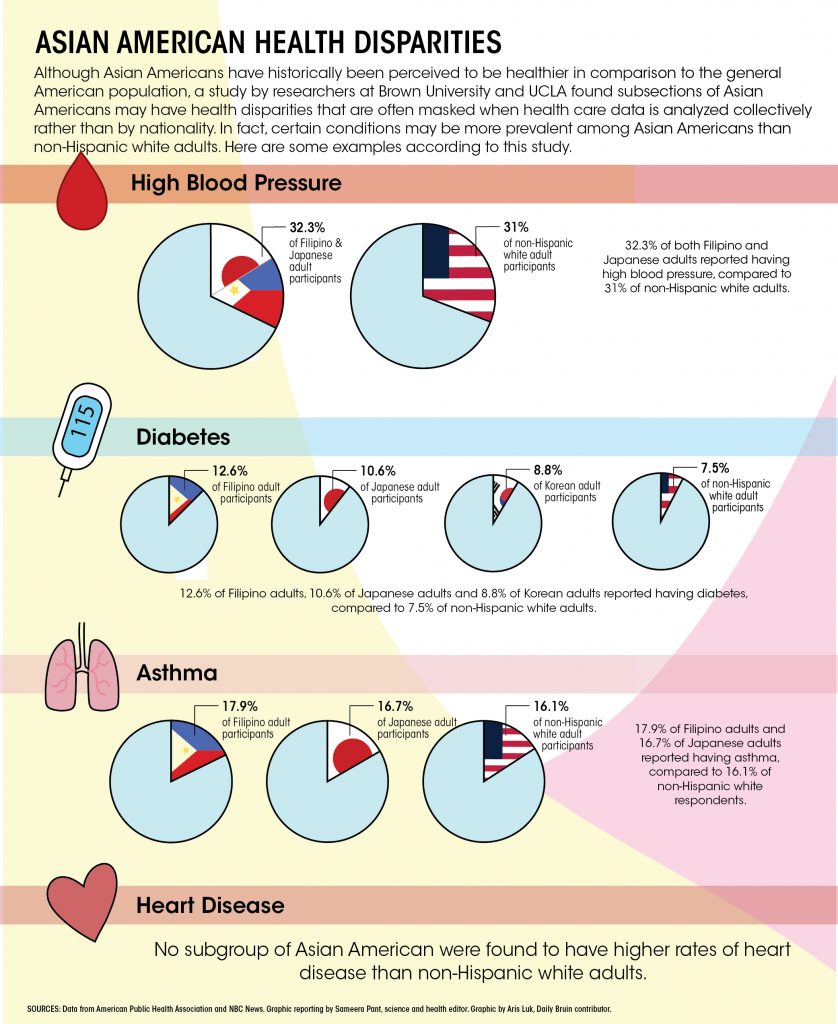 ASIAN AMERICAN HEALTH DISPARITIES
Although Asian Americans have historically been perceived to be healthier in comparison to the general
American population, a study by researchers at Brown University and UCLA found subsections of Asian
Americans may have health disparities that are often masked when health care data is analyzed collectively
rather than by nationality. In fact, certain conditions may be more prevalent among Asian Americans than
non-Hispanic white adults. Here are some examples according to this study.
High Blood Pressure
32.3%
of Filipino &
Japanese
adult
participants
31%
of non-Hispanic
white adult
participants
32.3% of both Filipino and
Japanese adults reported having
high blood pressure, compared to
31% of non-Hispanic white adults.
115
Diabetes
12.6%
of Filipino adult
participants
10.6%
of Japanese adult
participants
8.8%
of Korean adult
participants
7.5%
of non-Hispanic
white adult
participants
12.6% of Filipino adults, 10.6% of Japanese adults and 8.8% of Korean adults reported having diabetes,
compared to 7.5% of non-Hispanic white adults.
Asthma
17.9%
of Filipino adult
participants
16.7%
of Japanese adult
participants
16.1%
of non-Hispanic
white adult
participants
17.9% of Filipino adults and
16.7% of Japanese adults
reported having asthma,
compared to 16.1% of
non-Hispanic white
respondents.
Heart Disease
No subgroup of Asian American were found to have higher rates of heart
disease than non-Hispanic white adults.
SOURCES: Data from American Public Health Association and NBC News. Graphic reporting by Sameera Pant, science and health editor. Graphic by Aris Luk, Daily Bruin contributor.